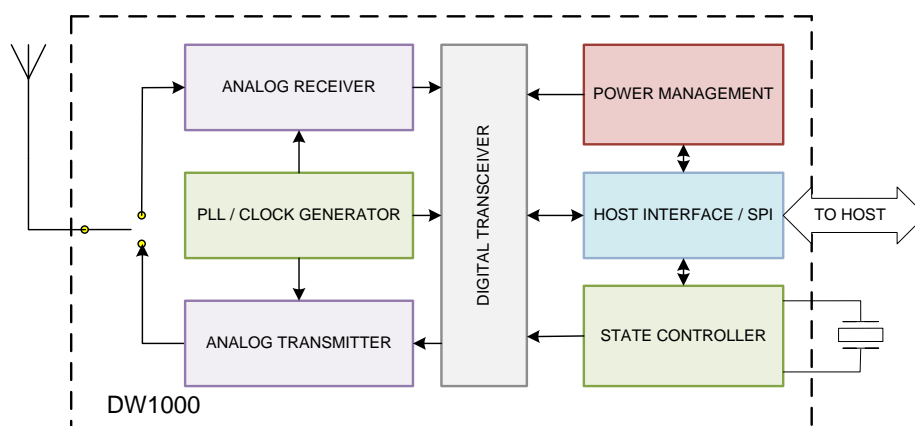 ANALOG RECEIVER
POWER MANAGEMENT
DIGITAL TRANSCEIVER
PLL / CLOCK GENERATOR
HOST INTERFACE / SPI
TO HOST
ANALOG TRANSMITTER
STATE CONTROLLER
DW1000